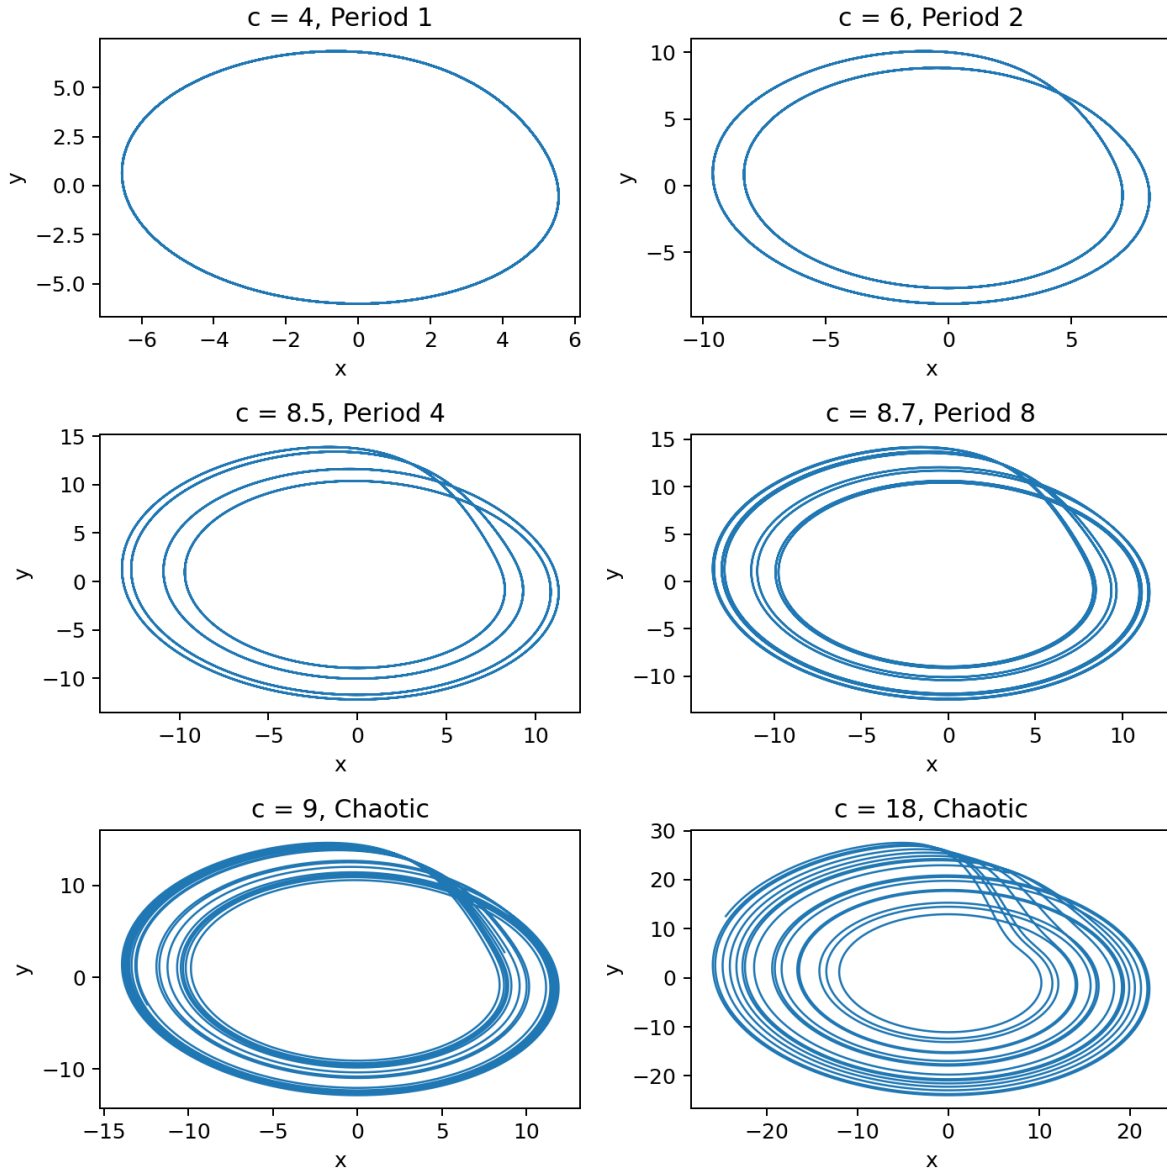 c = 4, Period 1
5.0
2.5
0.0
−2.5
−5.0
y
−6 −4 −2 0 2 4 6
x
c = 6, Period 2
10
5
0
−5
y
−10 −5 0 5
x
c = 8.5, Period 4
15
10
5
0
−5
−10
y
−10 −5 0 5 10
x
c = 8.7, Period 8
15
10
5
0
−5
−10
y
−10 −5 0 5 10
x
c = 9, Chaotic
10
0
−10
y
−15 −10 −5 0 5 10
x
c = 18, Chaotic
30
20
10
0
−10
−20
y
−20 −10 0 10 20
x